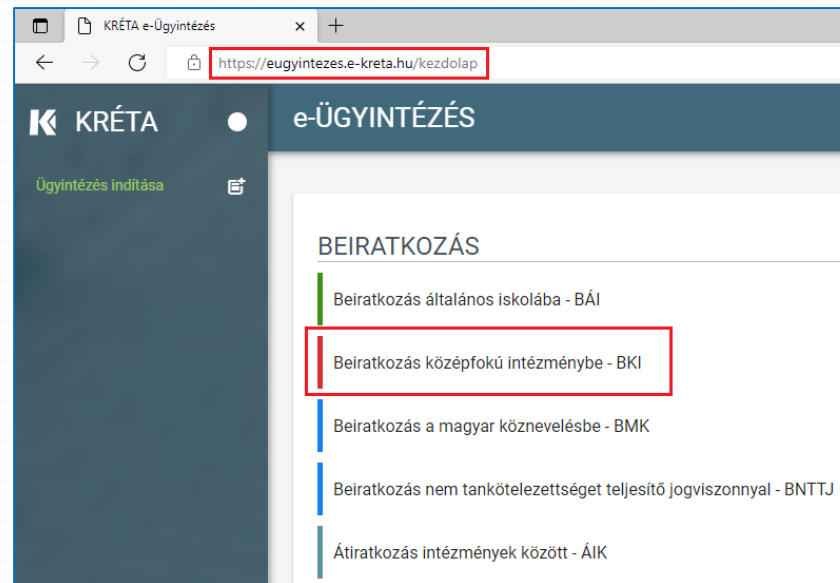 KRÉTA e-Ügyintézés
https://eugyintezes.e-kreta.hu/kezdolap
KRÉTA
e-ÜGYINTÉZÉS
Ügyintézés indítása
BEIRATKOZÁS
Beiratkozás általános iskolába - BÁI
Beiratkozás középfokú intézménybe - BKI
Beiratkozás a magyar köznevelésbe - BMK
Beiratkozás nem tankötelezettséget teljesítő jogviszonnyal - BNTTJ
Átiratkozás intézmények között - ÁIK